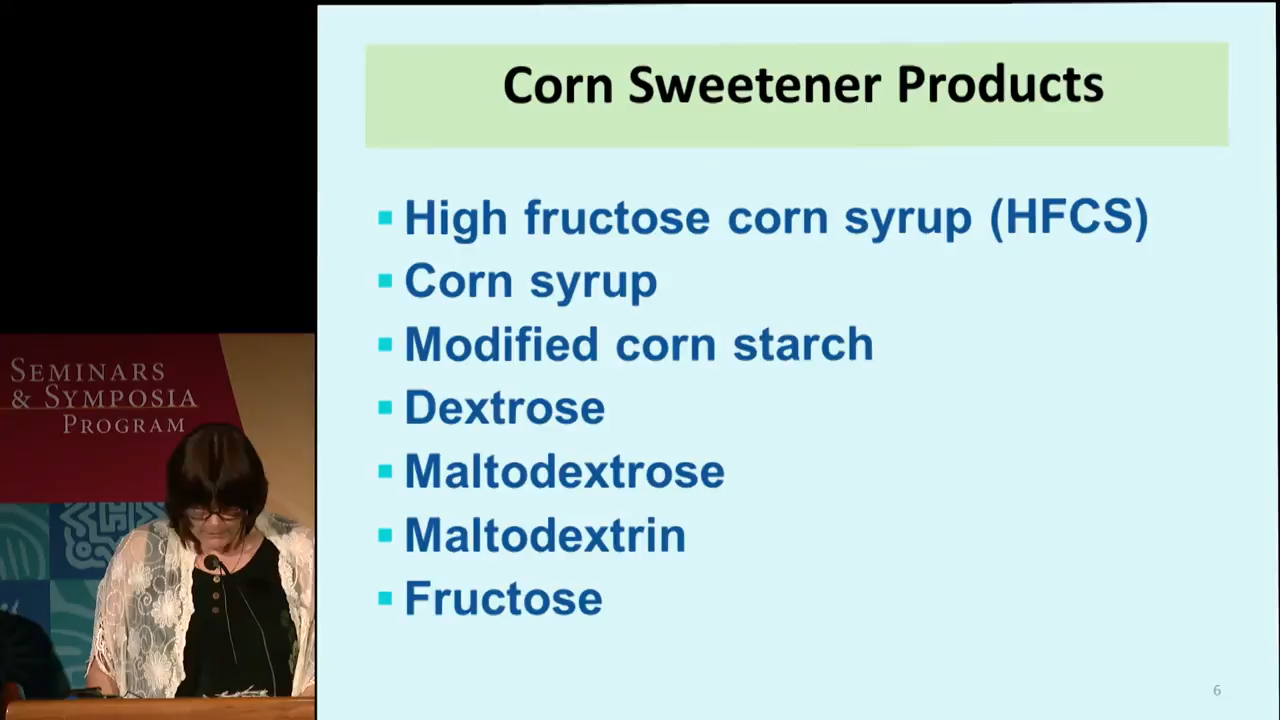 Corn Sweetener Products
▪ High fructose corn syrup (HFCS)
▪ Corn syrup
▪ Modified corn starch
▪ Dextrose
▪ Maltodextrose
▪ Maltodextrin
▪ Fructose
6
SEMINARS
& SYMPOSIA
PROGRAM